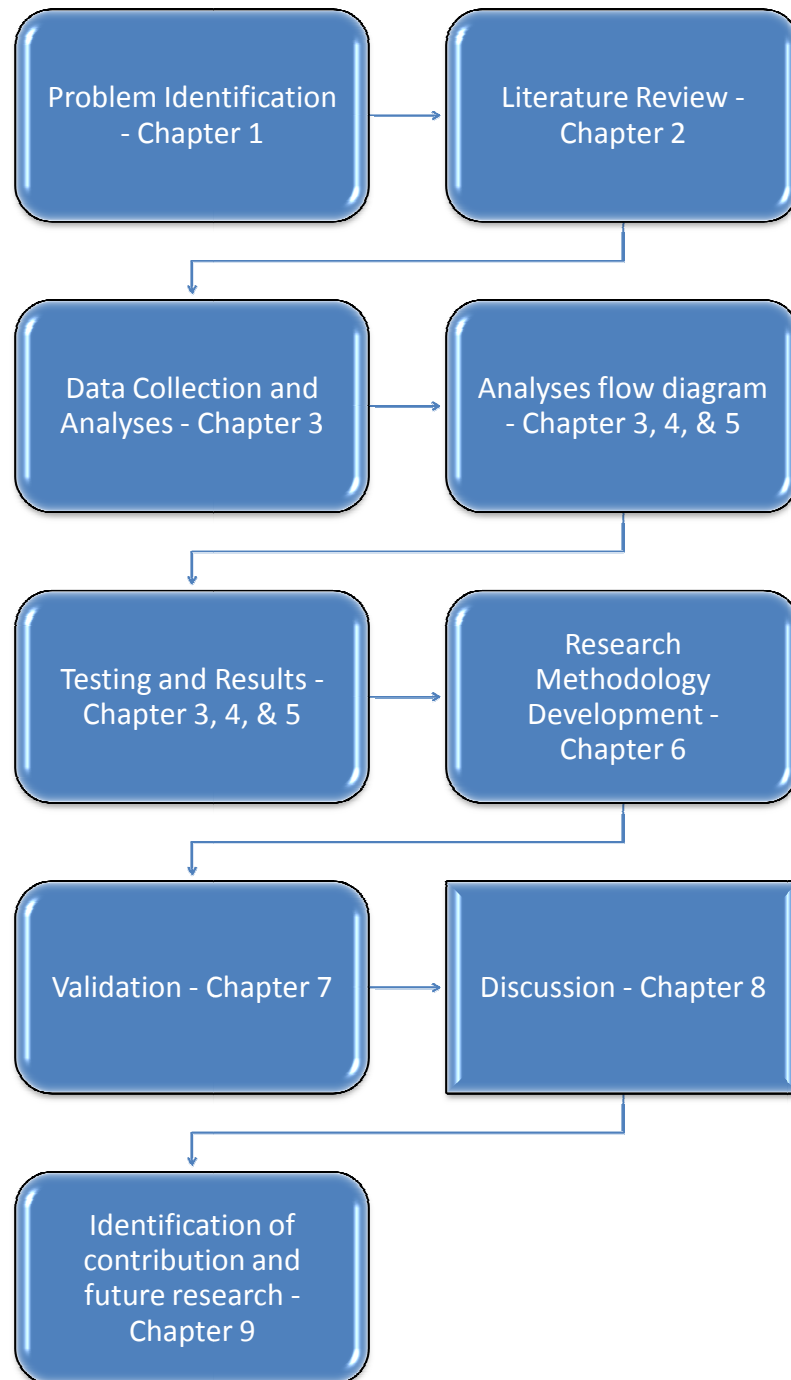 Problem Identification
- Chapter 1
Literature Review -
Chapter 2
Data Collection and
Analyses - Chapter 3
Analyses flow diagram
- Chapter 3, 4, & 5
Testing and Results -
Chapter 3, 4, & 5
Research
Methodology
Development -
Chapter 6
Validation - Chapter 7
Discussion - Chapter 8
Identification of
contribution and
future research -
Chapter 9